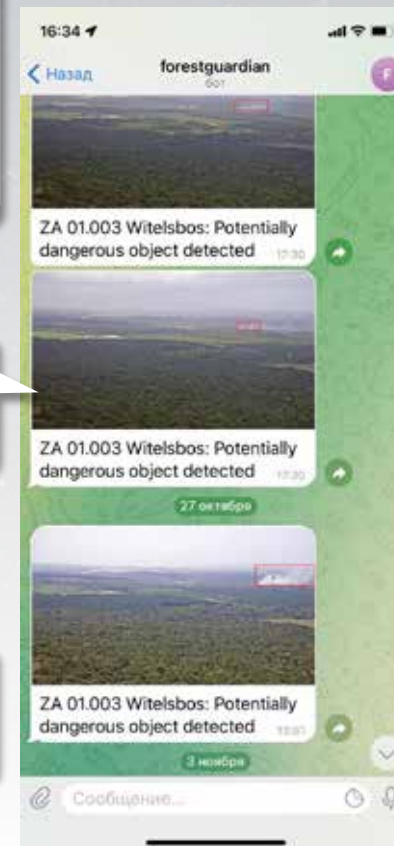 16:34
Назад
forestguardian
бот
F
ZA 01.003 Witelsbos: Potentially
dangerous object detected 17:30
ZA 01.003 Witelsbos: Potentially
dangerous object detected 17:30
27 октября
ZA 01.003 Witelsbos: Potentially
dangerous object detected
3 ноября
Сообщение...